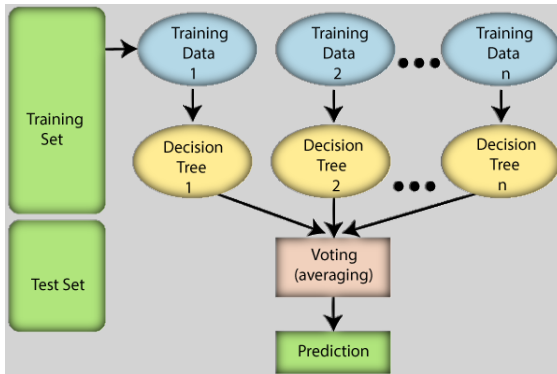 Training
Set
Training
Data
1
Training
Data
2
Training
Data
n
Decision
Tree
1
Decision
Tree
2
Decision
Tree
n
Test Set
Voting
(averaging)
Prediction